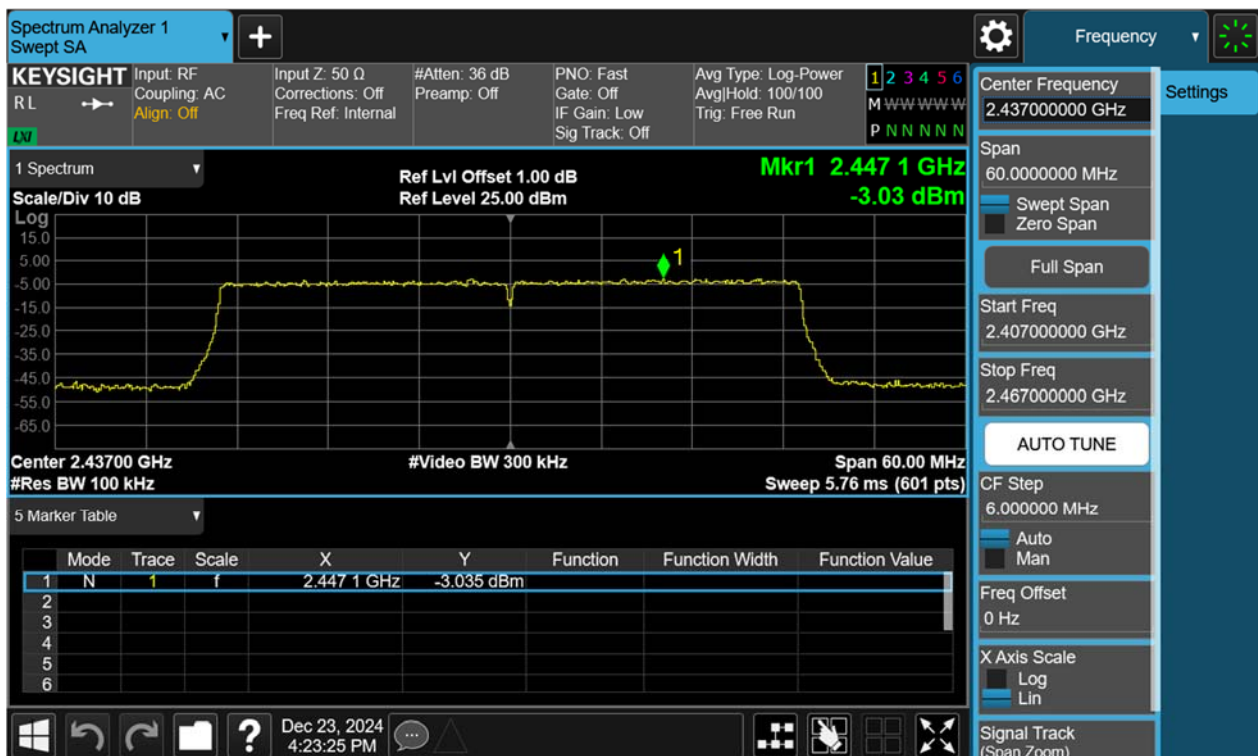 Spectrum Analyzer 1
Swept SA
+
Frequency
KEYSIGHT
R L
LXI
Input: RF
Coupling: AC
Align: Off
Input Z: 50 Ω
Corrections: Off
Freq Ref: Internal
#Atten: 36 dB
Preamp: Off
PNO: Fast
Gate: Off
IF Gain: Low
Sig Track: Off
Avg Type: Log-Power
Avg|Hold: 100/100
Trig: Free Run
1 2 3 4 5 6
M W W W W W
P N N N N N
1 Spectrum
Scale/Div 10 dB
Ref Lvl Offset 1.00 dB
Ref Level 25.00 dBm
Mkr1 2.447 1 GHz
-3.03 dBm
Log
15.0
5.00
-5.00
-15.0
-25.0
-35.0
-45.0
-55.0
-65.0
1
Center 2.43700 GHz
#Video BW 300 kHz
Span 60.00 MHz
#Res BW 100 kHz
Sweep 5.76 ms (601 pts)
5 Marker Table
Mode Trace Scale X Y Function Function Width Function Value
1 N 1 f 2.447 1 GHz -3.035 dBm
2
3
4
5
6
?
Dec 23, 2024
4:23:25 PM
Center Frequency
2.437000000 GHz
Span
60.0000000 MHz
Swept Span
Zero Span
Full Span
Start Freq
2.407000000 GHz
Stop Freq
2.467000000 GHz
AUTO TUNE
CF Step
6.000000 MHz
Auto
Man
Freq Offset
0 Hz
X Axis Scale
Log
Lin
Signal Track
(Span Zoom)
Settings